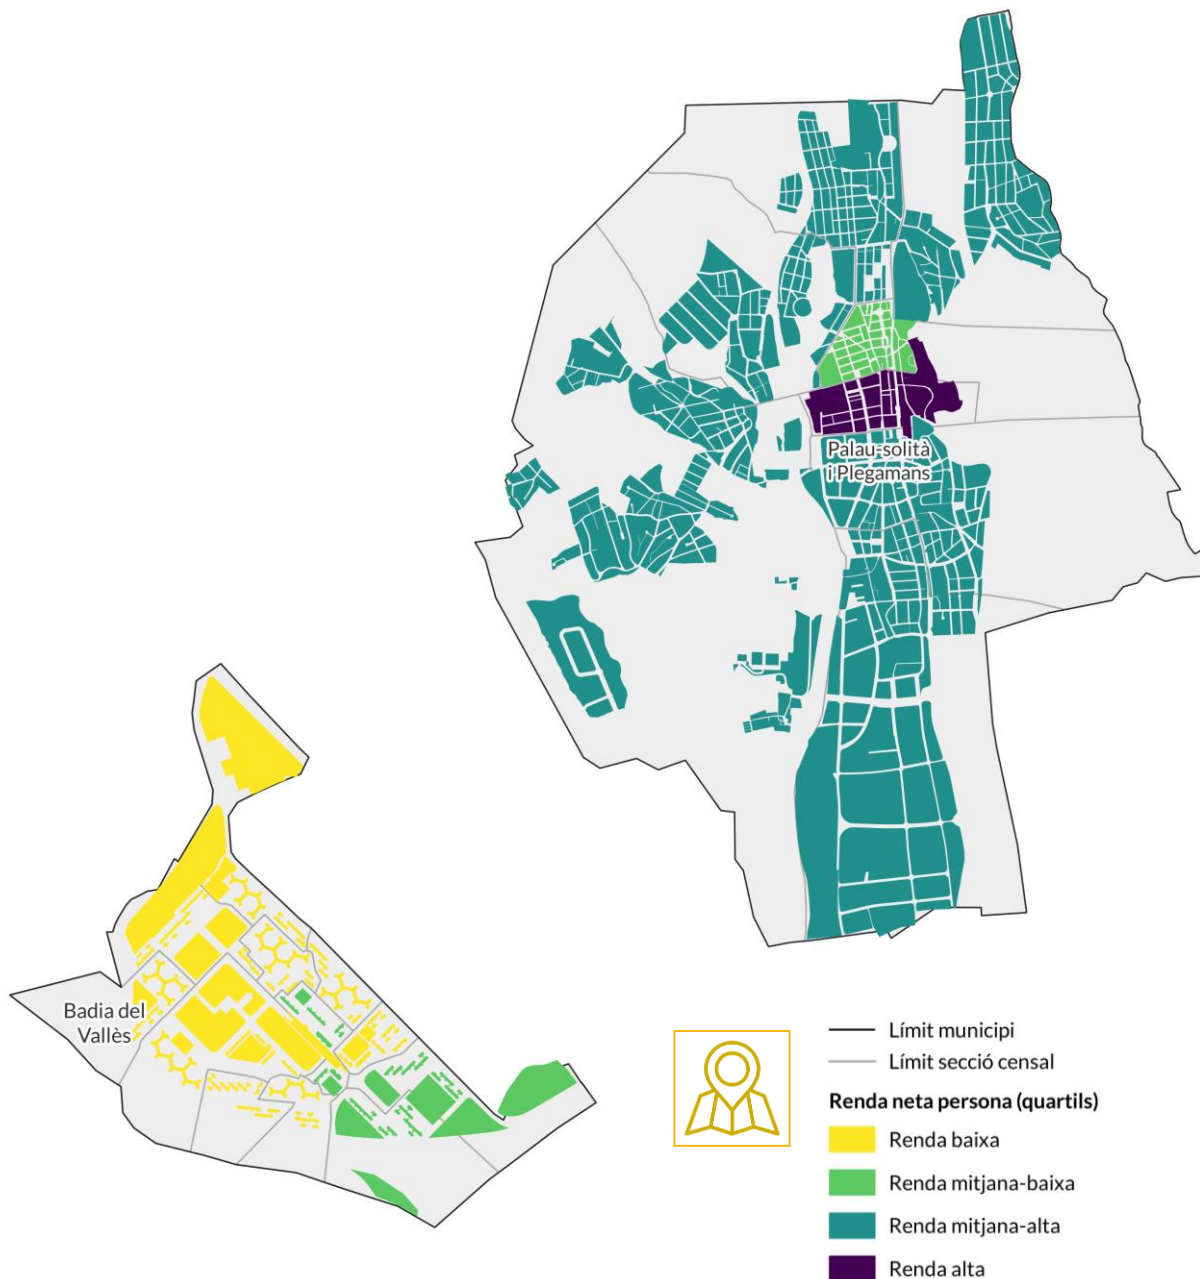 Palau-solità
i Plegamans
Badia del
Vallès
Límit municipi
Límit secció censal
Renda neta persona (quartils)
Renda baixa
Renda mitjana-baixa
Renda mitjana-alta
Renda alta